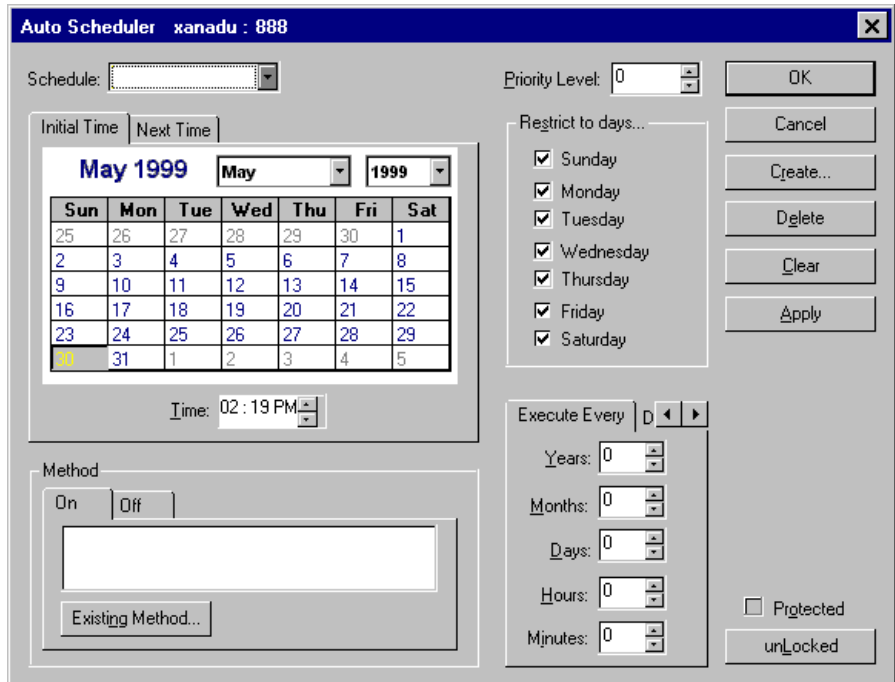 Auto Scheduler xanadu : 888
Schedule:
Priority Level: 0
OK
Cancel
Create...
Delete
Clear
Apply
Initial Time Next Time
May 1999 May 1999
Sun Mon Tue Wed Thu Fri Sat
25 26 27 28 29 30 1
2 3 4 5 6 7 8
9 10 11 12 13 14 15
16 17 18 19 20 21 22
23 24 25 26 27 28 29
30 31 1 2 3 4 5
Time: 02 : 19 PM
Restrict to days...
Sunday
Monday
Tuesday
Wednesday
Thursday
Friday
Saturday
Method
On Off
Existing Method...
Execute Every D
Years: 0
Months: 0
Days: 0
Hours: 0
Minutes: 0
Protected
unLocked